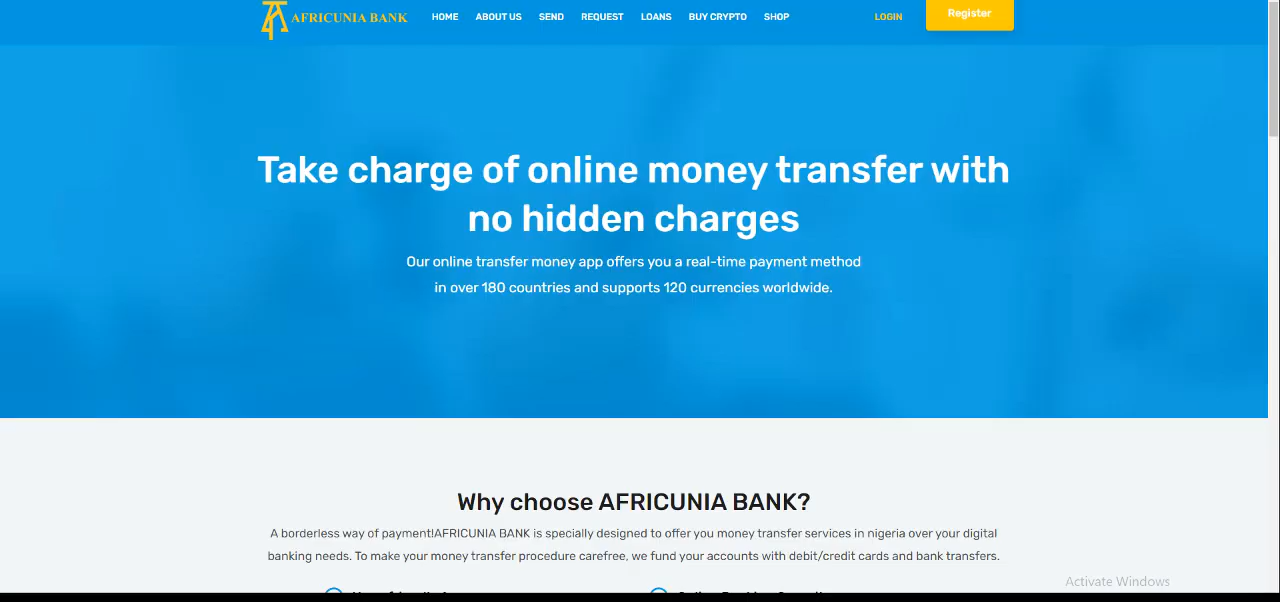 AFRICUNIA BANK HOME ABOUT US SEND REQUEST LOANS BUY CRYPTO SHOP LOGIN Register
Take charge of online money transfer with
no hidden charges
Our online transfer money app offers you a real-time payment method
in over 180 countries and supports 120 currencies worldwide.
Why choose AFRICUNIA BANK?
A borderless way of payment!AFRICUNIA BANK is specially designed to offer you money transfer services in nigeria over your digital
banking needs. To make your money transfer procedure carefree, we fund your accounts with debit/credit cards and bank transfers.
Activate Windows